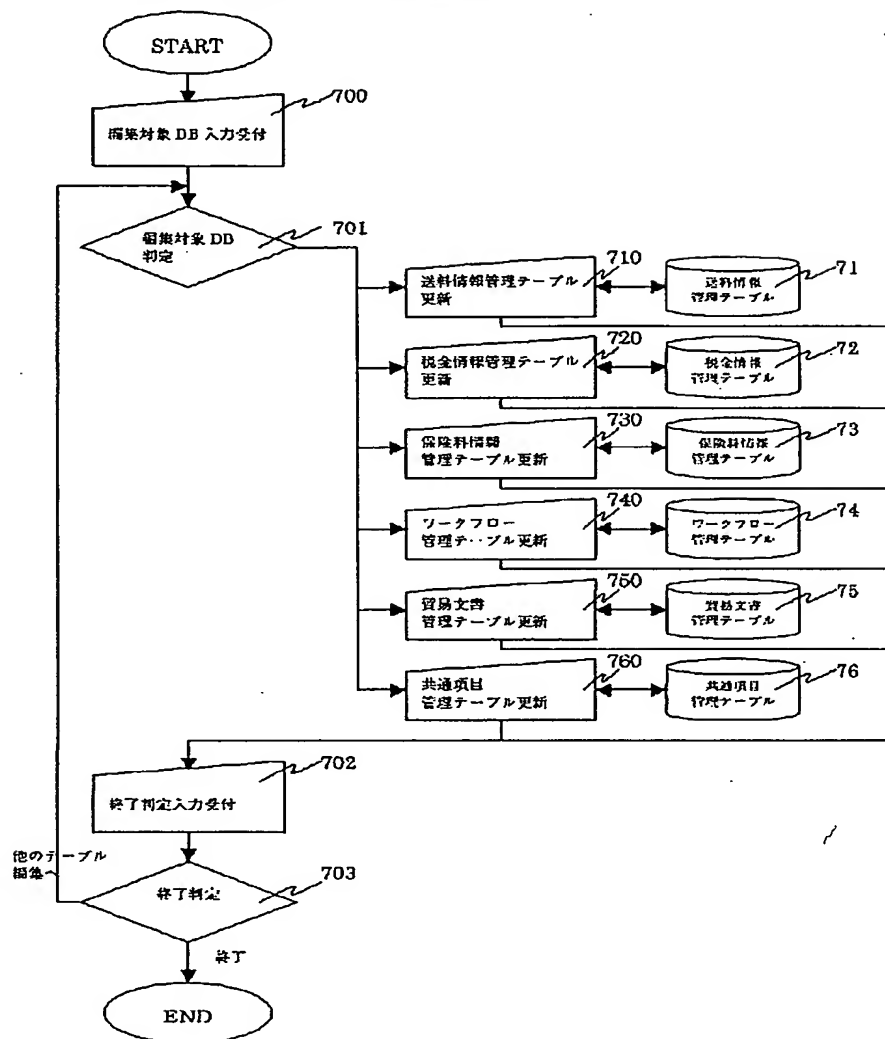 START
700
編集対象 DB 入力受付
701
編集対象 DB
判定
710
送料情報管理テーブル
更新
71
送料情報
管理テーブル
720
税金情報管理テーブル
更新
72
税金情報
管理テーブル
730
保険料情報
管理テーブル更新
73
保険料情報
管理テーブル
740
ワークフロー
管理テーブル更新
74
ワークフロー
管理テーブル
750
貿易文書
管理テーブル更新
75
貿易文書
管理テーブル
760
共通項目
管理テーブル更新
76
共通項目
管理テーブル
702
終了判定入力受付
他のテーブル
編集
703
終了判定
終了
END